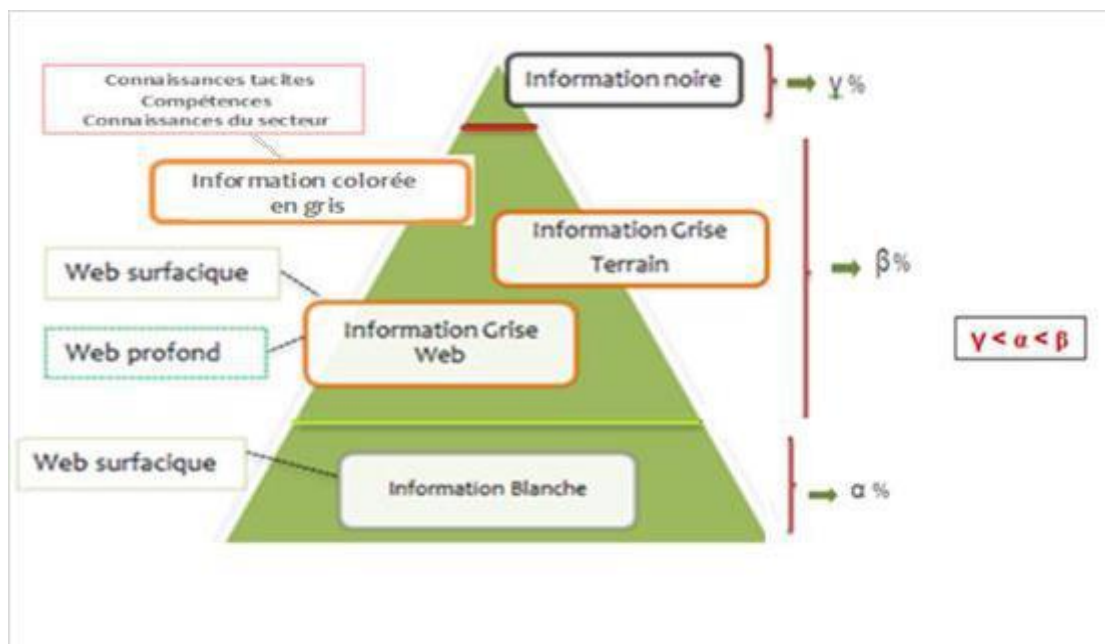 Connaissances tacites
Compétences
Connaissances du secteur
Information noire
γ %
Information colorée
en gris
Information Grise
Terrain
Web surfacique
β %
Information Grise
Web
Web profond
γ < α < β
Web surfacique
Information Blanche
α %